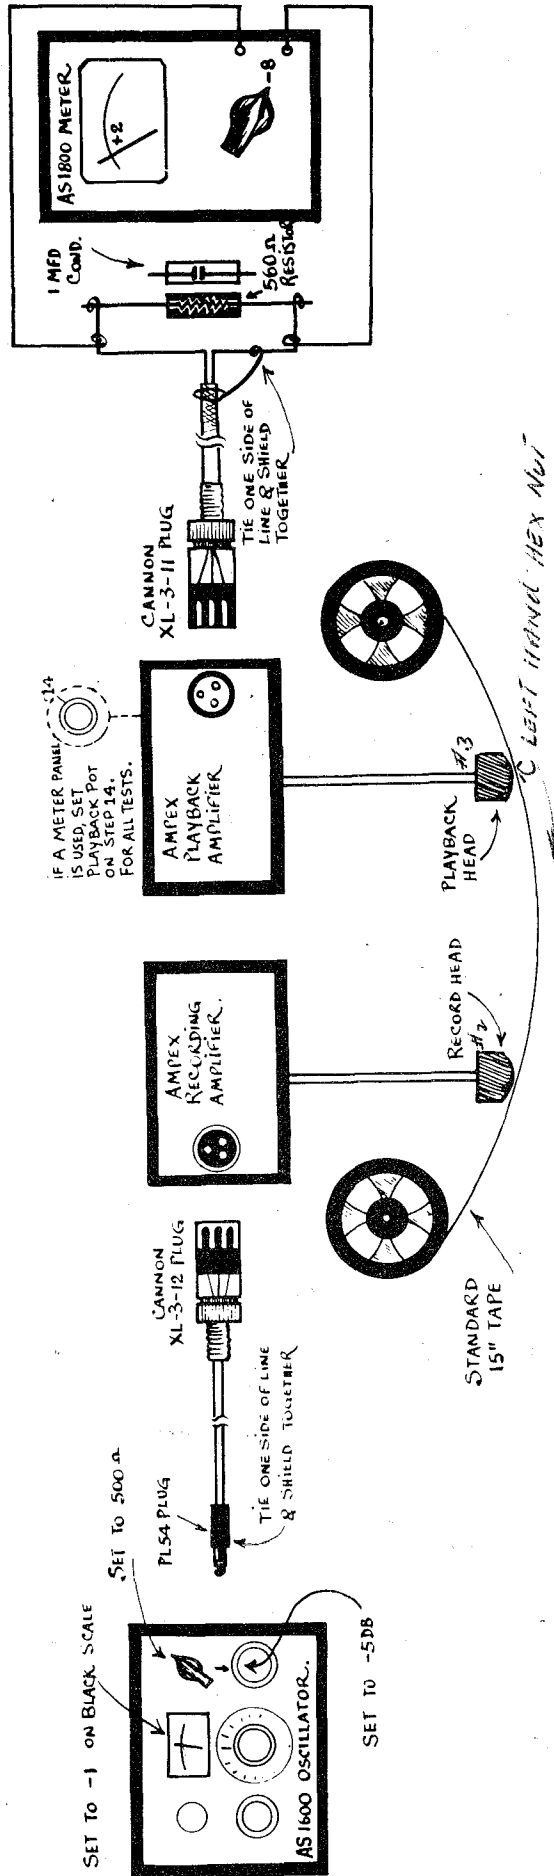 SET TO -1 ON BLACK SCALE
SET TO 500Ω
PL54 PLUG
TIE ONE SIDE OF LINE
& SHIELD TOGETHER
AS1600 OSCILLATOR.
SET TO -5DB
CANNON
XL-3-12 PLUG
AMPEX
RECORDING
AMPLIFIER.
STANDARD
15" TAPE
RECORD HEAD
#2
IF A METER PANEL
IS USED, SET
PLAYBACK POT
ON STEP 14.
FOR ALL TESTS.
14
AMPEX
PLAYBACK
AMPLIFIER
PLAYBACK
HEAD
#3
LEFT HAND HEX NUT
CANNON
XL-3-11 PLUG
TIE ONE SIDE OF
LINE & SHIELD
TOGETHER
1 MFD
COND.
560Ω
RESISTOR
AS1800 METER
+2
-8